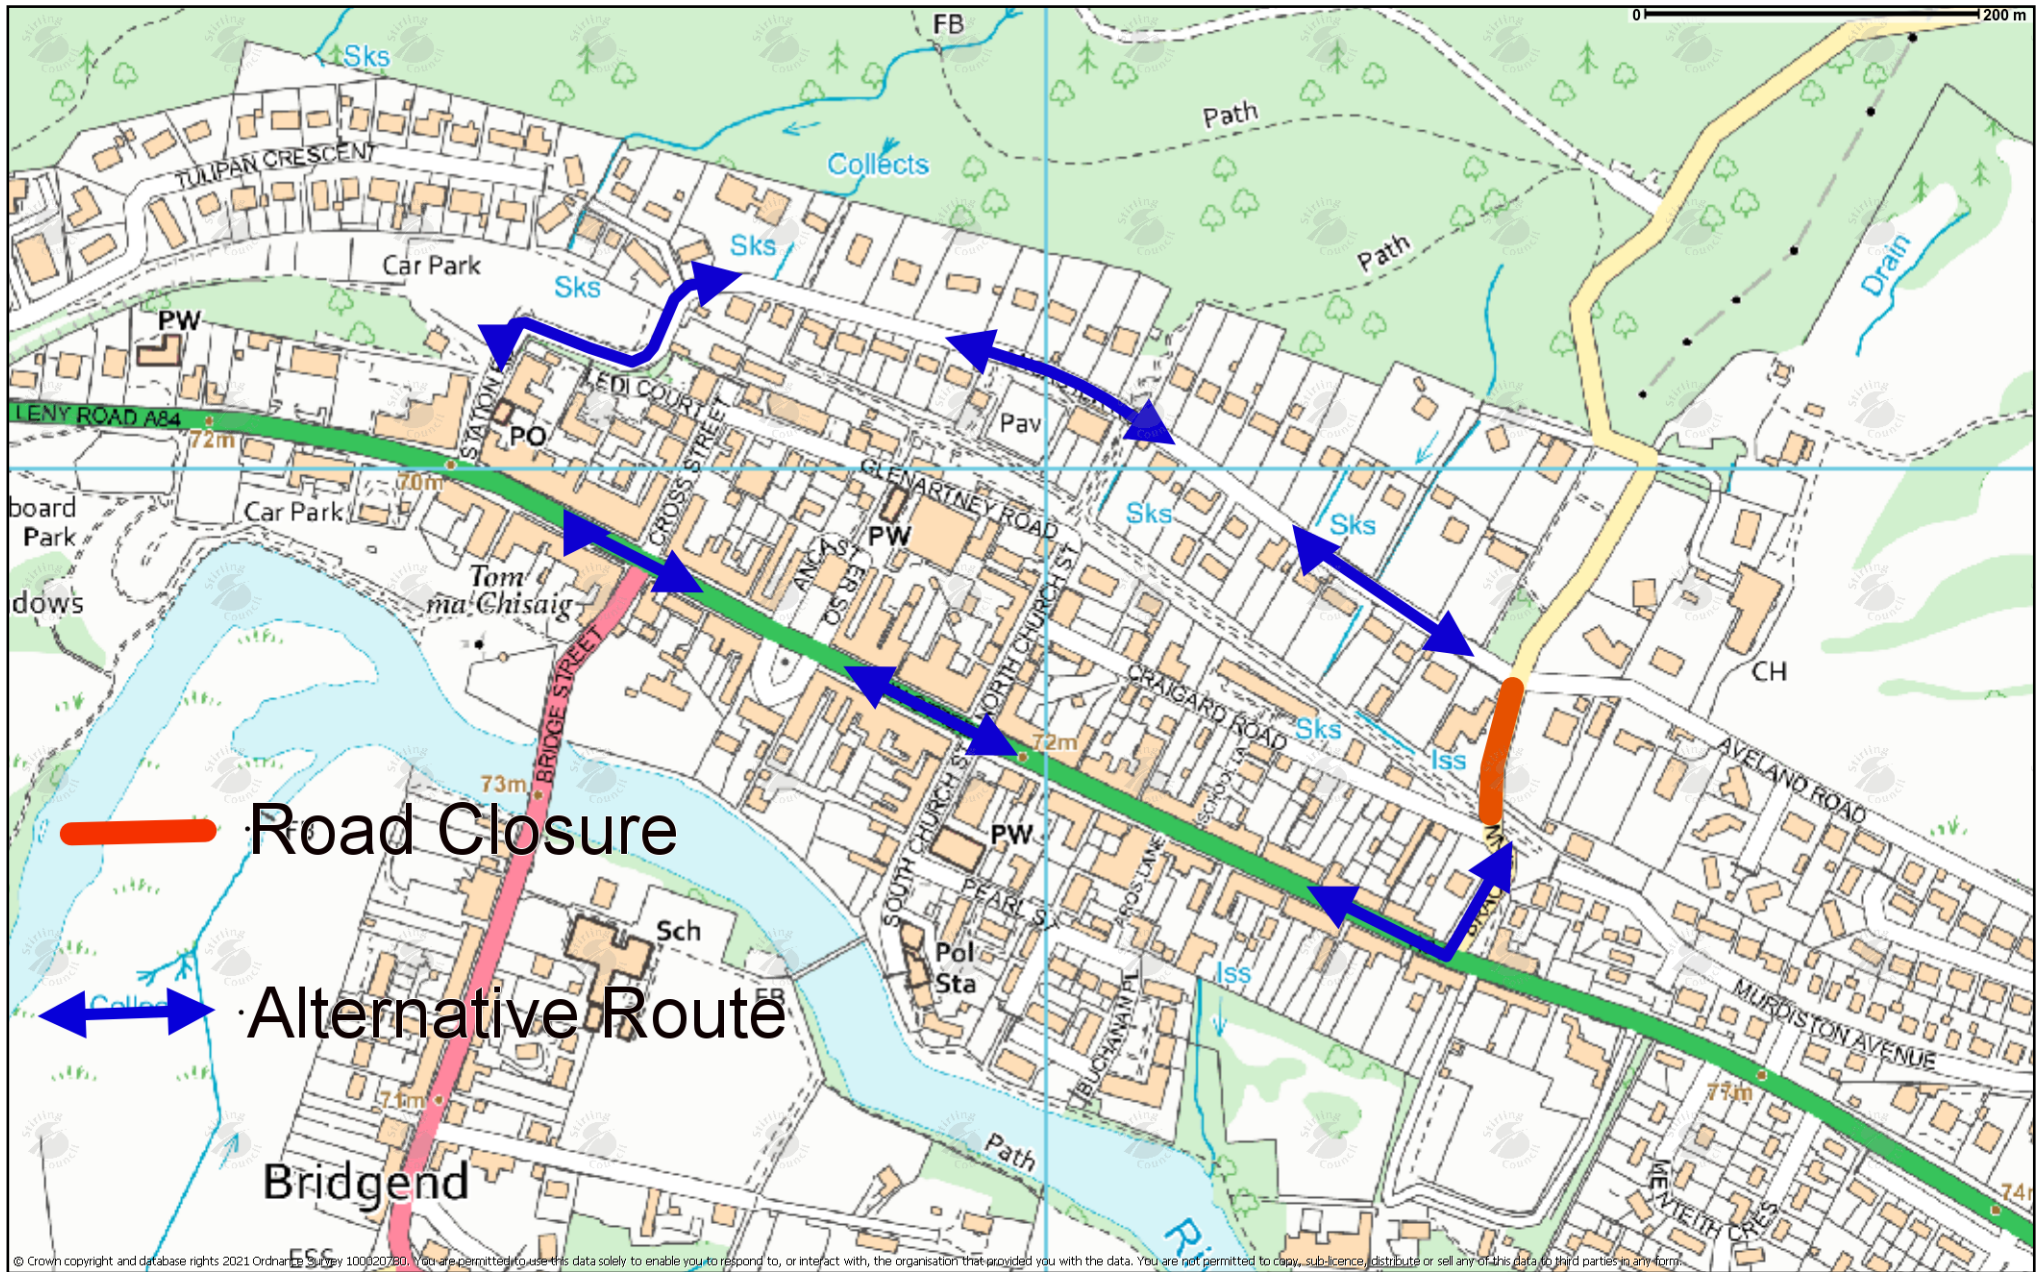 FB
0 200 m
Sks
Path
TULIPAN CRESCENT
Collects
Car Park
Sks
Path
Drain
Sks
PW
LEDI COURT
Pav
LENY ROAD A84
72m
PO
CROSS STREET
70m
Car Park
GLENARTNEY ROAD
board
Park
PW
Sks
Sks
ANCASTER SQ
Tom
ma Chisaig
dows
NORTH CHURCH ST
BRIDGE STREET
CRAIGARD ROAD
CH
Sks
72m
Iss
AVELAND ROAD
73m
SOUTH CHURCH ST
PW
Road Closure
PEARL ST
Sch
Pol
Sta
Iss
FB
MURDISTON AVENUE
Alternative Route
BUCHANAN PL
77m
71m
Path
Bridgend
MENTEITH CRES
74m
Ri
ESS
© Crown copyright and database rights 2021 Ordnance Survey 100020780. You are permitted to use this data solely to enable you to respond to, or interact with, the organisation that provided you with the data. You are not permitted to copy, sub-licence, distribute or sell any of this data to third parties in any form.
Stirling Council